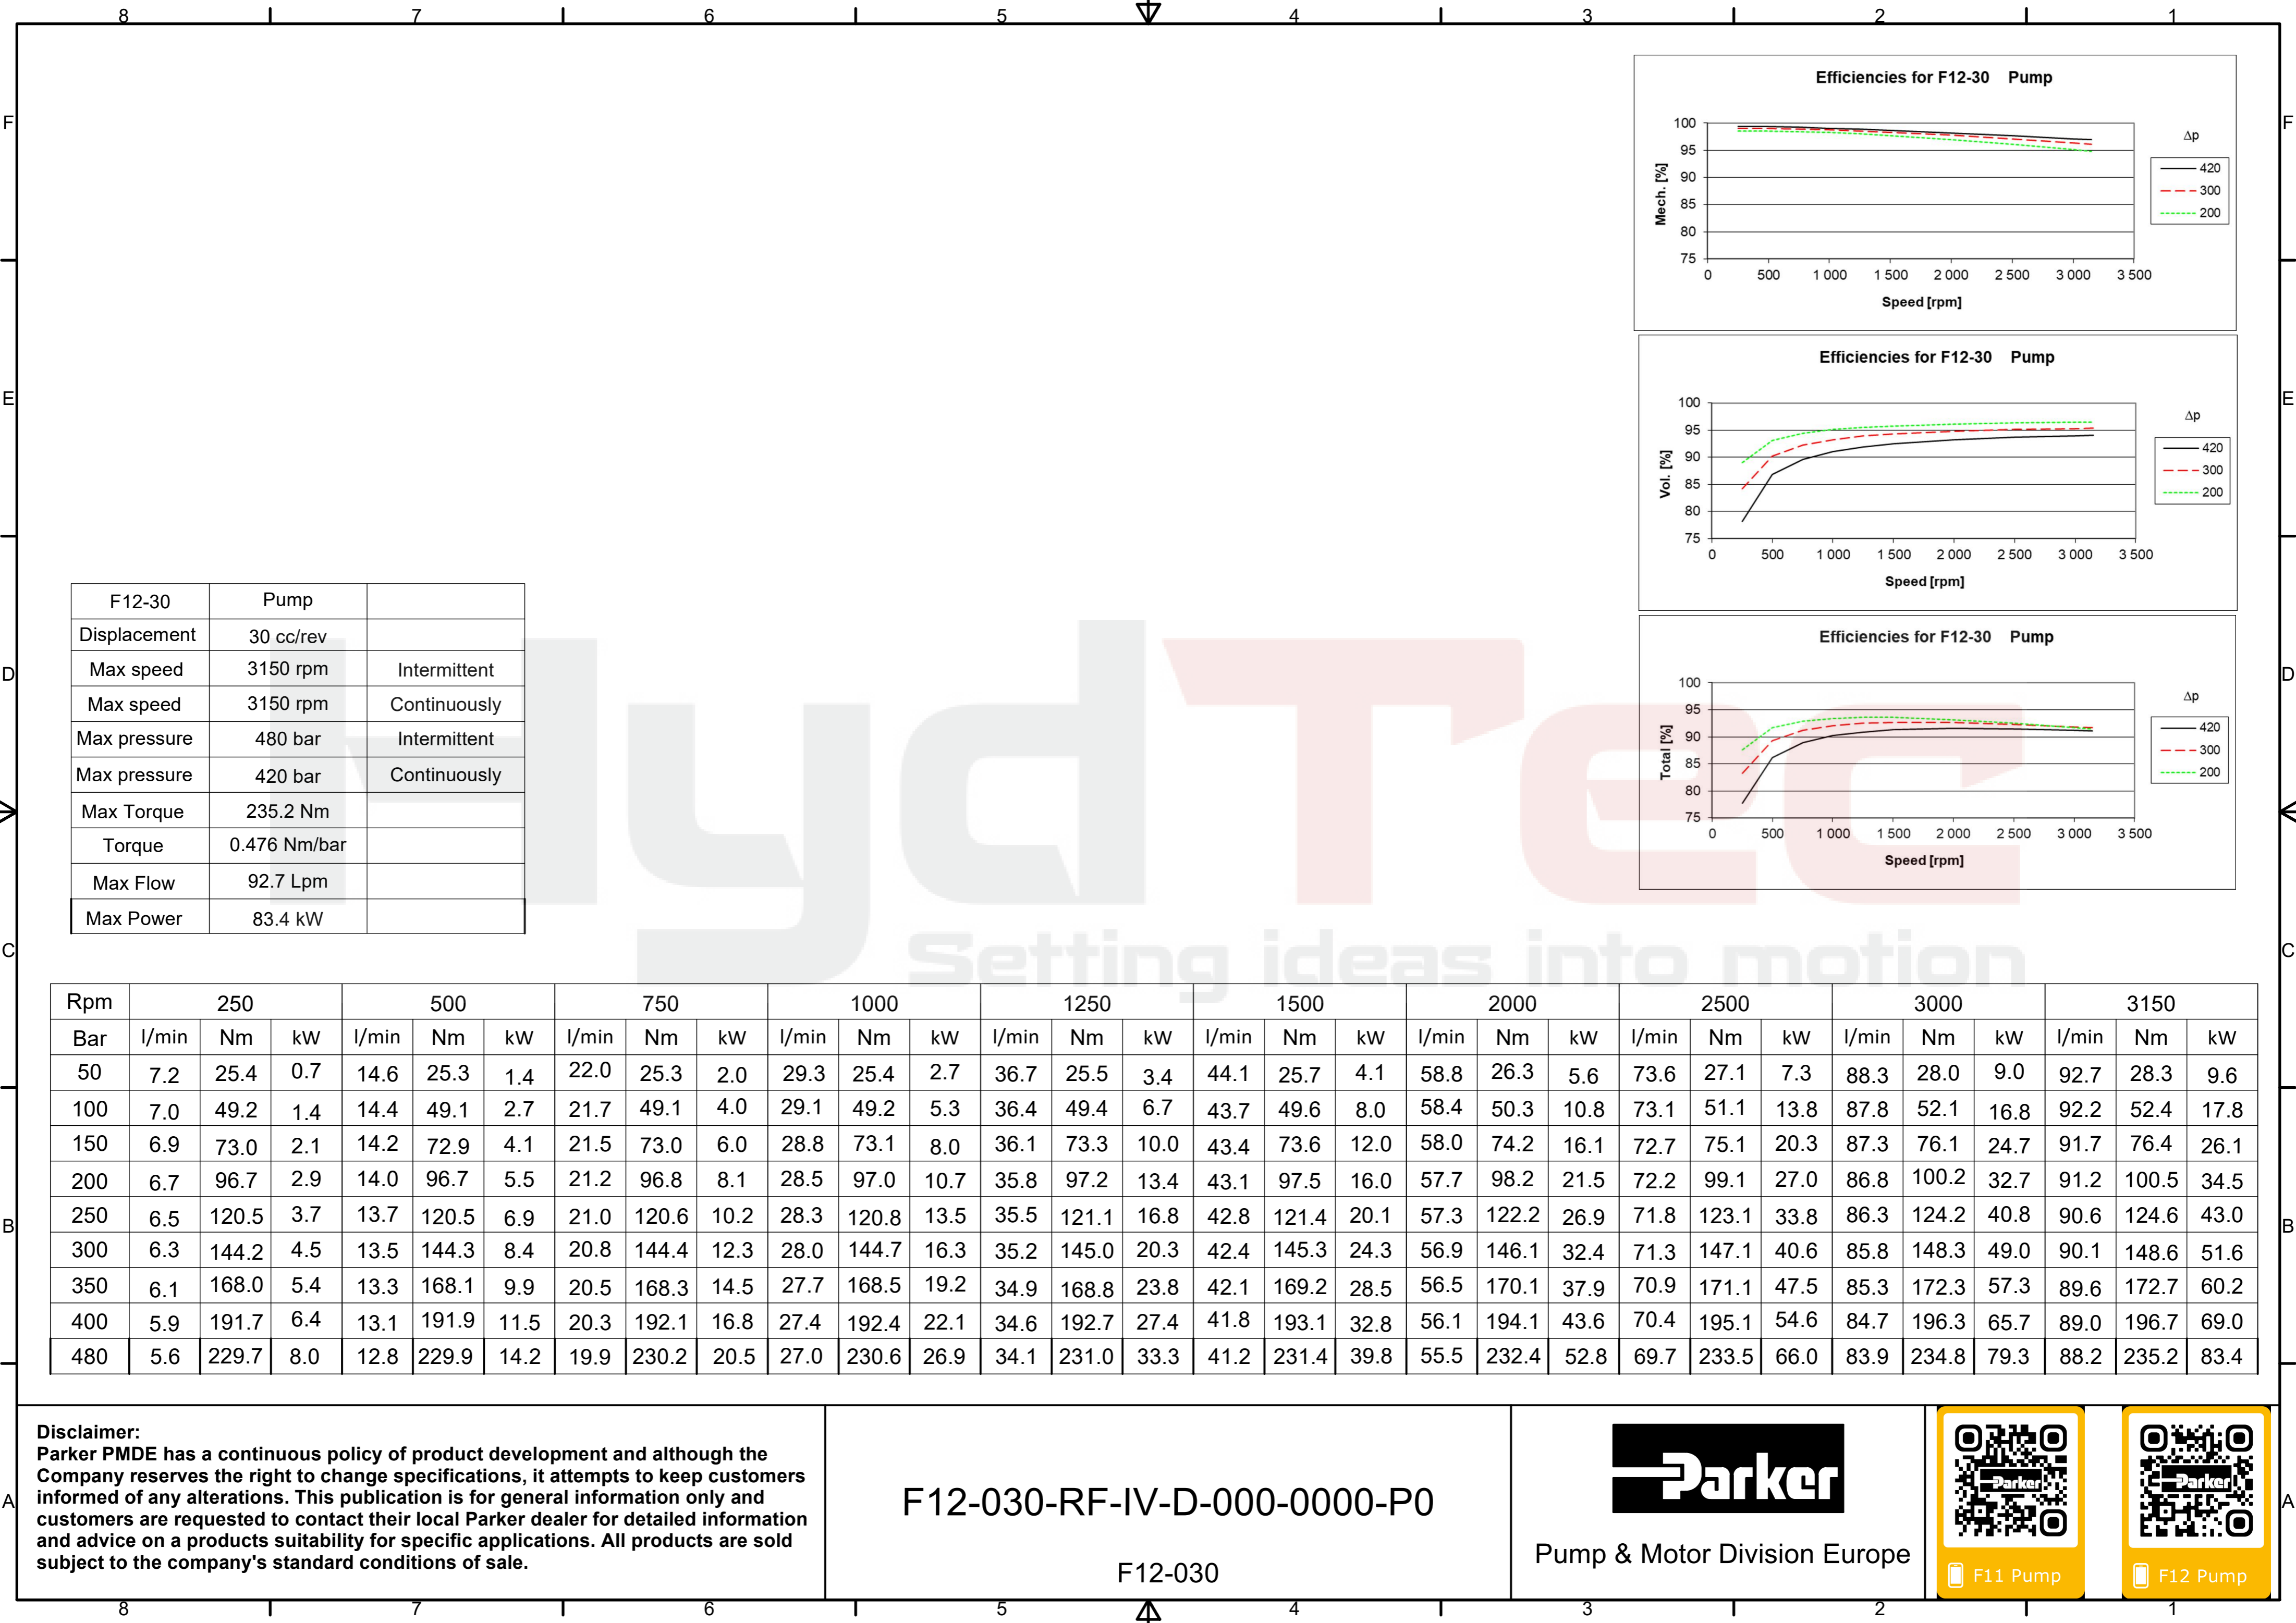 8 7 6 5 4 3 2 1
F F
E E
D D
C C
B B
A A
Efficiencies for F12-30 Pump
Mech. [%]
100
95
90
85
80
75
0 500 1 000 1 500 2 000 2 500 3 000 3 500
Speed [rpm]
Δp
420
300
200
Efficiencies for F12-30 Pump
Vol. [%]
100
95
90
85
80
75
0 500 1 000 1 500 2 000 2 500 3 000 3 500
Speed [rpm]
Δp
420
300
200
Efficiencies for F12-30 Pump
Total [%]
100
95
90
85
80
75
0 500 1 000 1 500 2 000 2 500 3 000 3 500
Speed [rpm]
Δp
420
300
200
F12-30 Pump
Displacement 30 cc/rev
Max speed 3150 rpm Intermittent
Max speed 3150 rpm Continuously
Max pressure 480 bar Intermittent
Max pressure 420 bar Continuously
Max Torque 235.2 Nm
Torque 0.476 Nm/bar
Max Flow 92.7 Lpm
Max Power 83.4 kW
HydTec
Setting ideas into motion
Rpm 250 500 750 1000 1250 1500 2000 2500 3000 3150
Bar l/min Nm kW l/min Nm kW l/min Nm kW l/min Nm kW l/min Nm kW l/min Nm kW l/min Nm kW l/min Nm kW l/min Nm kW l/min Nm kW
50 7.2 25.4 0.7 14.6 25.3 1.4 22.0 25.3 2.0 29.3 25.4 2.7 36.7 25.5 3.4 44.1 25.7 4.1 58.8 26.3 5.6 73.6 27.1 7.3 88.3 28.0 9.0 92.7 28.3 9.6
100 7.0 49.2 1.4 14.4 49.1 2.7 21.7 49.1 4.0 29.1 49.2 5.3 36.4 49.4 6.7 43.7 49.6 8.0 58.4 50.3 10.8 73.1 51.1 13.8 87.8 52.1 16.8 92.2 52.4 17.8
150 6.9 73.0 2.1 14.2 72.9 4.1 21.5 73.0 6.0 28.8 73.1 8.0 36.1 73.3 10.0 43.4 73.6 12.0 58.0 74.2 16.1 72.7 75.1 20.3 87.3 76.1 24.7 91.7 76.4 26.1
200 6.7 96.7 2.9 14.0 96.7 5.5 21.2 96.8 8.1 28.5 97.0 10.7 35.8 97.2 13.4 43.1 97.5 16.0 57.7 98.2 21.5 72.2 99.1 27.0 86.8 100.2 32.7 91.2 100.5 34.5
250 6.5 120.5 3.7 13.7 120.5 6.9 21.0 120.6 10.2 28.3 120.8 13.5 35.5 121.1 16.8 42.8 121.4 20.1 57.3 122.2 26.9 71.8 123.1 33.8 86.3 124.2 40.8 90.6 124.6 43.0
300 6.3 144.2 4.5 13.5 144.3 8.4 20.8 144.4 12.3 28.0 144.7 16.3 35.2 145.0 20.3 42.4 145.3 24.3 56.9 146.1 32.4 71.3 147.1 40.6 85.8 148.3 49.0 90.1 148.6 51.6
350 6.1 168.0 5.4 13.3 168.1 9.9 20.5 168.3 14.5 27.7 168.5 19.2 34.9 168.8 23.8 42.1 169.2 28.5 56.5 170.1 37.9 70.9 171.1 47.5 85.3 172.3 57.3 89.6 172.7 60.2
400 5.9 191.7 6.4 13.1 191.9 11.5 20.3 192.1 16.8 27.4 192.4 22.1 34.6 192.7 27.4 41.8 193.1 32.8 56.1 194.1 43.6 70.4 195.1 54.6 84.7 196.3 65.7 89.0 196.7 69.0
480 5.6 229.7 8.0 12.8 229.9 14.2 19.9 230.2 20.5 27.0 230.6 26.9 34.1 231.0 33.3 41.2 231.4 39.8 55.5 232.4 52.8 69.7 233.5 66.0 83.9 234.8 79.3 88.2 235.2 83.4
Disclaimer:
Parker PMDE has a continuous policy of product development and although the
Company reserves the right to change specifications, it attempts to keep customers
informed of any alterations. This publication is for general information only and
customers are requested to contact their local Parker dealer for detailed information
and advice on a products suitability for specific applications. All products are sold
subject to the company's standard conditions of sale.
F12-030-RF-IV-D-000-0000-P0
F12-030
Parker
Pump & Motor Division Europe
Parker
F11 Pump
Parker
F12 Pump
8 7 6 5 4 3 2 1